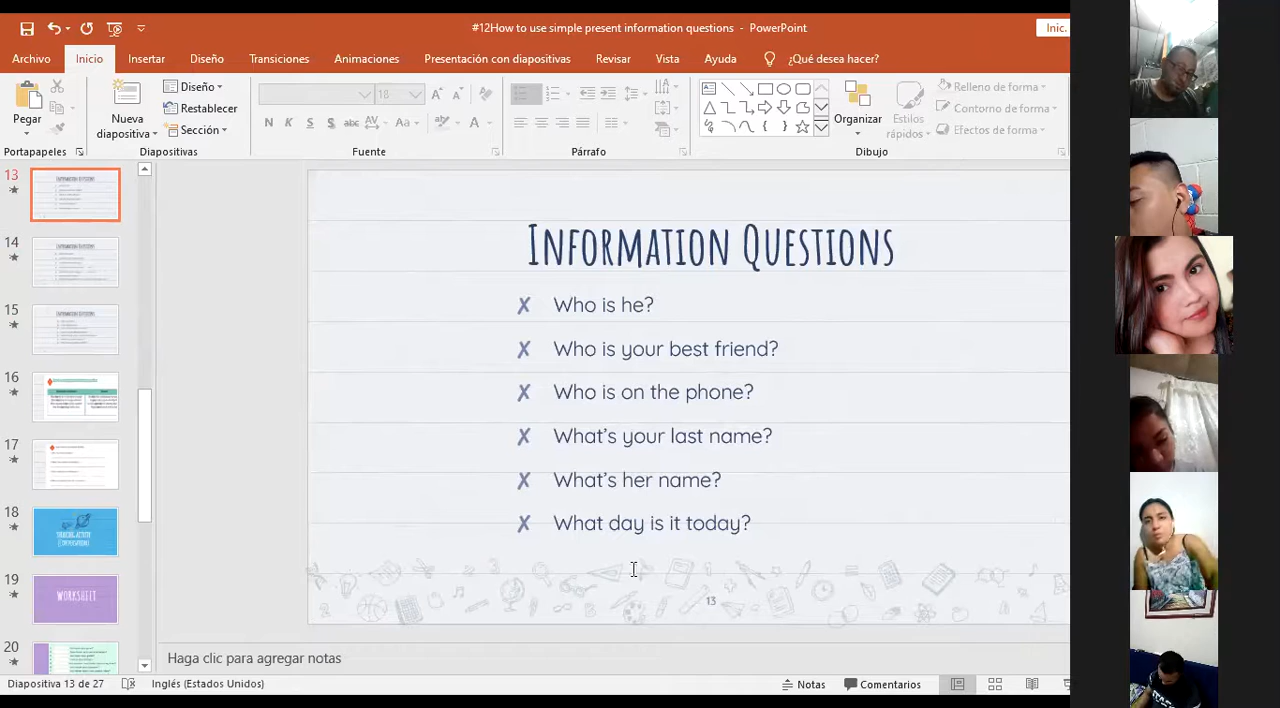 #12How to use simple present information questions - PowerPoint
Inic.
Archivo
Inicio
Insertar
Diseño
Transiciones
Animaciones
Presentación con diapositivas
Revisar
Vista
Ayuda
¿Qué desea hacer?
Pegar
Nueva diapositiva
Diseño
Restablecer
Sección
18
Organizar
Estilos rápidos
Relleno de forma
Contorno de forma
Efectos de forma
Portapapeles
Diapositivas
Fuente
Párrafo
Dibujo
13
14
15
16
17
18
19
WORKSHEET
20
INFORMATION QUESTIONS
Who is he?
Who is your best friend?
Who is on the phone?
What's your last name?
What's her name?
What day is it today?
13
Haga clic para agregar notas
Diapositiva 13 de 27
Inglés (Estados Unidos)
Notas
Comentarios